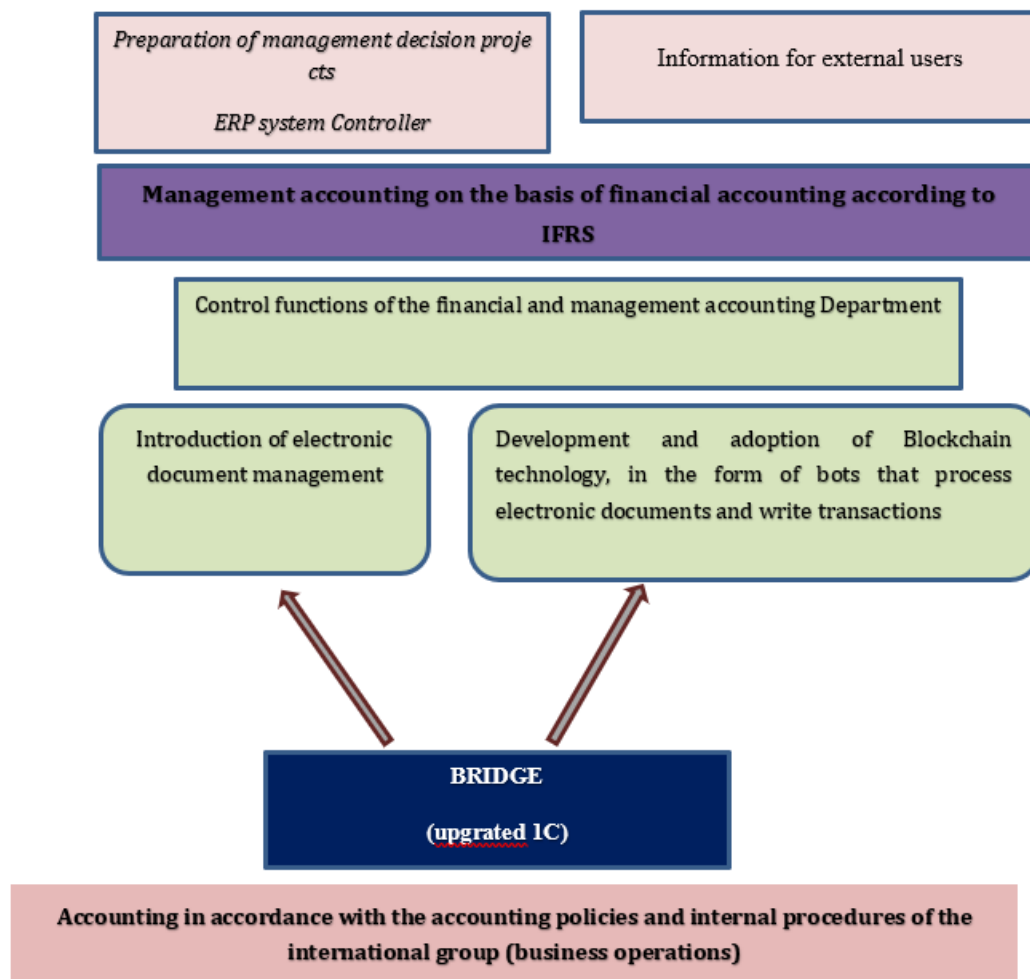 Preparation of management decision proje
cts
ERP system Controller
Information for external users
Management accounting on the basis of financial accounting according to
IFRS
Control functions of the financial and management accounting Department
Introduction of electronic
document management
Development and adoption of Blockchain
technology, in the form of bots that process
electronic documents and write transactions
BRIDGE
(upgrated 1C)
Accounting in accordance with the accounting policies and internal procedures of the
international group (business operations)